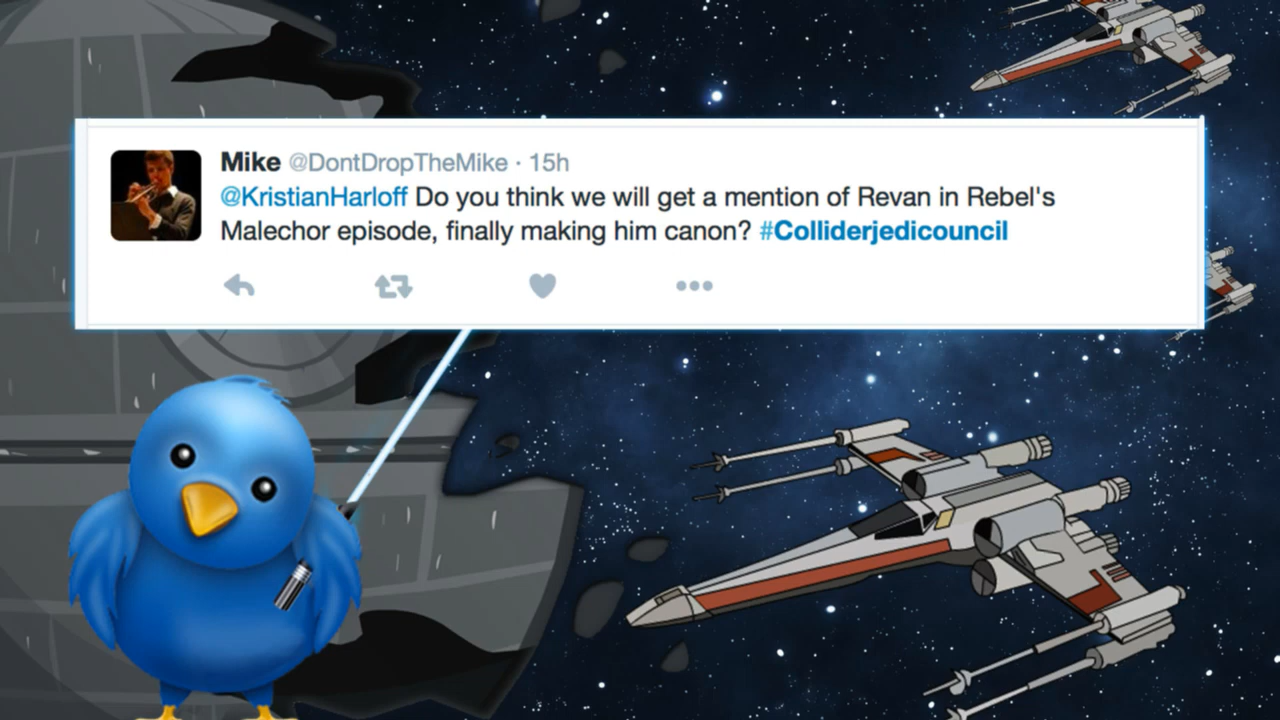 Mike @DontDropTheMike · 15h
@KristianHarloff Do you think we will get a mention of Revan in Rebel's
Malechor episode, finally making him canon? #Colliderjedicouncil